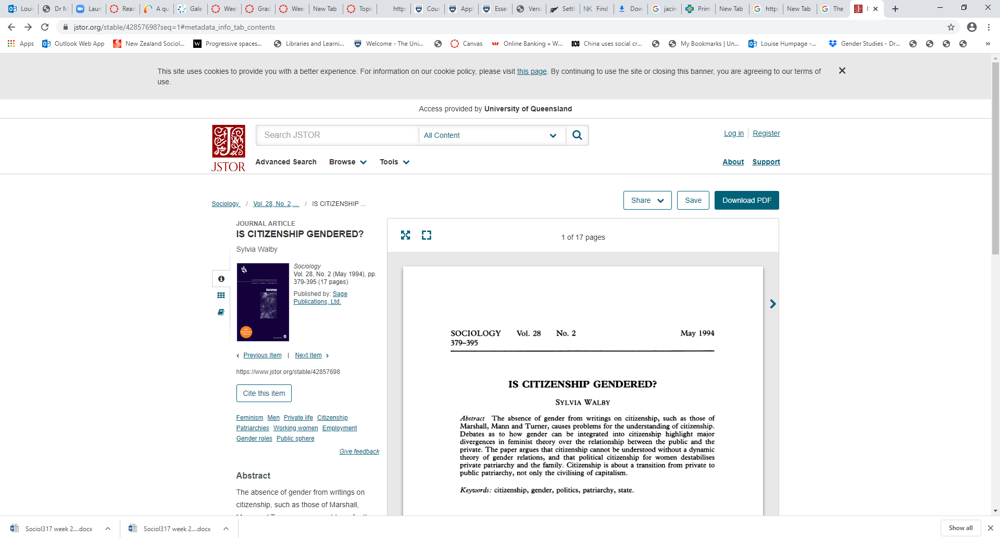 Louis
Dr M
Laun
Read
A qu
Gale
Weel
Grad
Weel
New Tab
Topic
http:
Cour
Appl
Esse
Vers
Settl
NK Find
Dow
jacin
Prim
New Tab
http:
New Tab
The
jstor.org/stable/42857698?seq=1#metadata_info_tab_contents
Apps
Outlook Web App
New Zealand Sociol...
Progressive spaces...
Libraries and Learni...
Welcome - The Uni...
Canvas
Online Banking » W...
China uses social cr...
My Bookmarks | Un...
Louise Humpage -...
Gender Studies - Dr...
»
This site uses cookies to provide you with a better experience. For information on our cookie policy, please visit this page. By continuing to use the site or closing this banner, you are agreeing to our terms of
use.
Access provided by University of Queensland
JSTOR
Search JSTOR
All Content
Log in
Register
Advanced Search
Browse
Tools
About
Support
Sociology / Vol. 28, No. 2,... / IS CITIZENSHIP ...
Share
Save
Download PDF
JOURNAL ARTICLE
IS CITIZENSHIP GENDERED?
Sylvia Walby
Sociology
Sociology
Vol. 28, No. 2 (May 1994), pp.
379-395 (17 pages)
Published by: Sage
Publications, Ltd.
‹ Previous Item | Next Item ›
https://www.jstor.org/stable/42857698
Cite this item
Feminism Men Private life Citizenship
Patriarchies Working women Employment
Gender roles Public sphere
Give feedback
Abstract
The absence of gender from writings on
citizenship, such as those of Marshall,
1 of 17 pages
SOCIOLOGY Vol. 28 No. 2 May 1994
379–395
IS CITIZENSHIP GENDERED?
SYLVIA WALBY
Abstract The absence of gender from writings on citizenship, such as those of
Marshall, Mann and Turner, causes problems for the understanding of citizenship.
Debates as to how gender can be integrated into citizenship highlight major
divergences in feminist theory over the relationship between the public and the
private. The paper argues that citizenship cannot be understood without a dynamic
theory of gender relations, and that political citizenship for women destabilises
private patriarchy and the family. Citizenship is about a transition from private to
public patriarchy, not only the civilising of capitalism.
Keywords: citizenship, gender, politics, patriarchy, state.
Sociol317 week 2....docx
Sociol317 week 2....docx
Show all